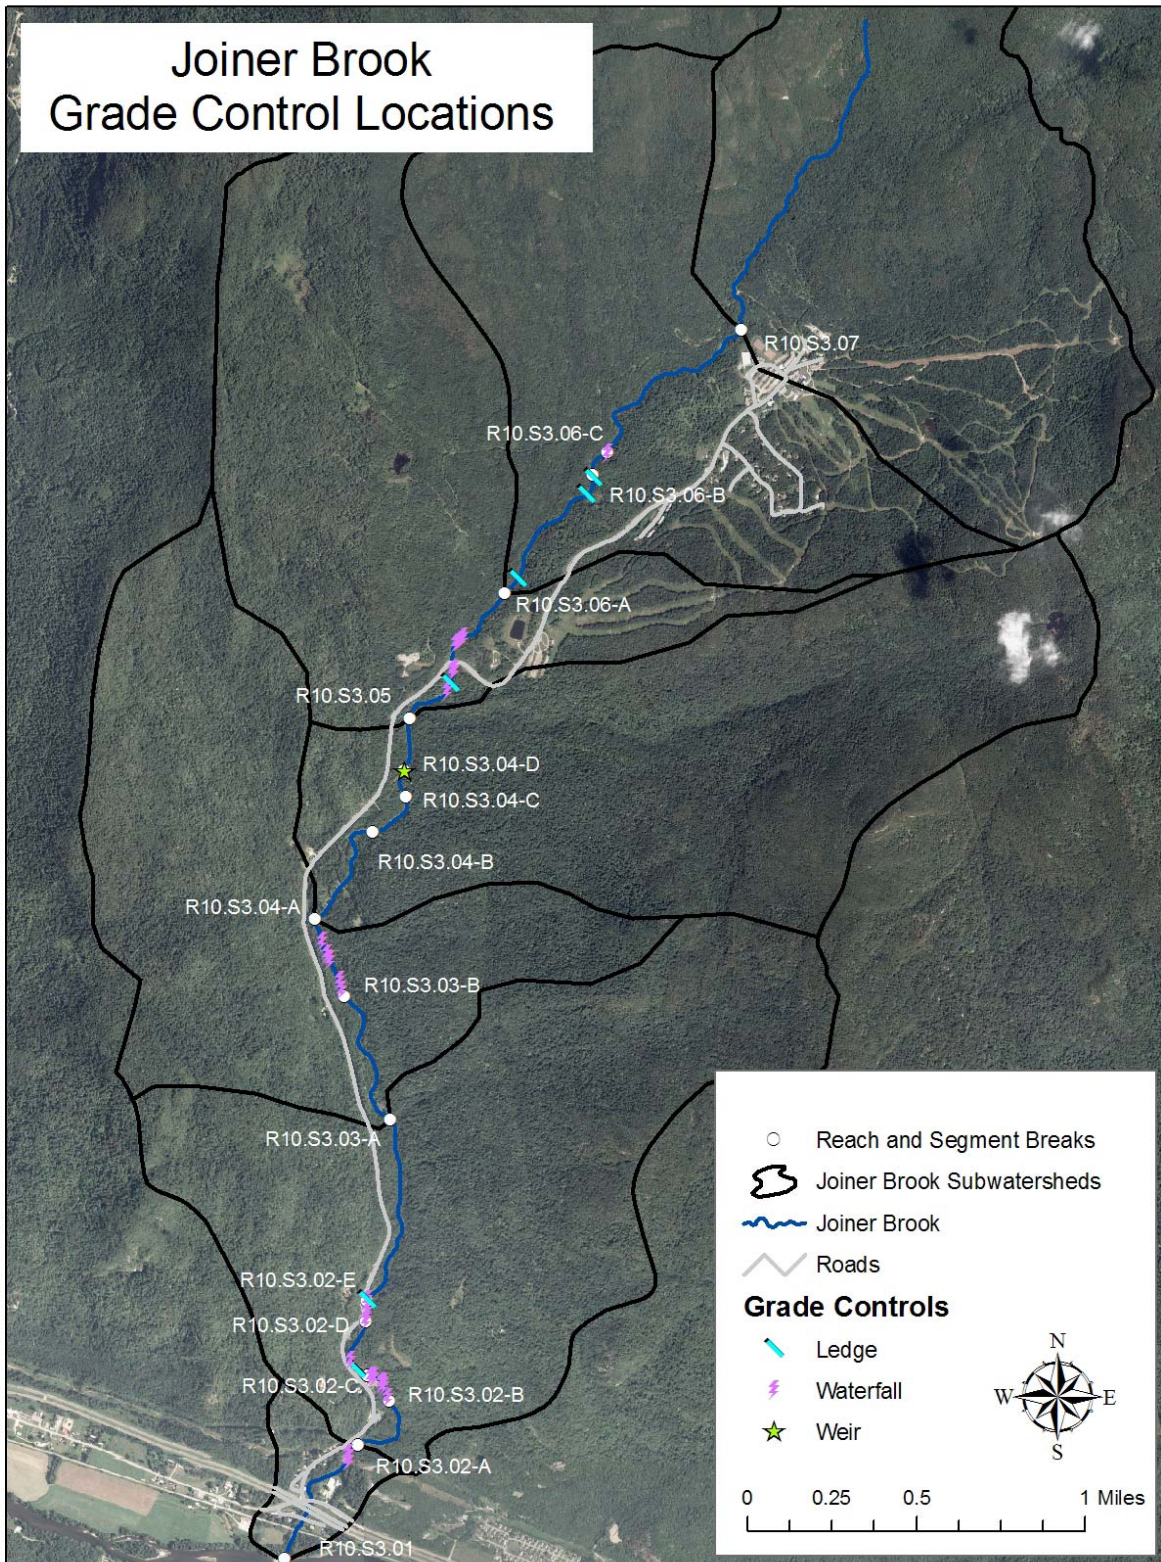 Joiner Brook
Grade Control Locations
R10.S3.07
R10.S3.06-C
R10.S3.06-B
R10.S3.06-A
R10.S3.05
R10.S3.04-D
R10.S3.04-C
R10.S3.04-B
R10.S3.04-A
R10.S3.03-B
R10.S3.03-A
R10.S3.02-E
R10.S3.02-D
R10.S3.02-C
R10.S3.02-B
R10.S3.02-A
R10.S3.01
Reach and Segment Breaks
Joiner Brook Subwatersheds
Joiner Brook
Roads
Grade Controls
Ledge
Waterfall
Weir
N
W E
S
0 0.25 0.5 1 Miles